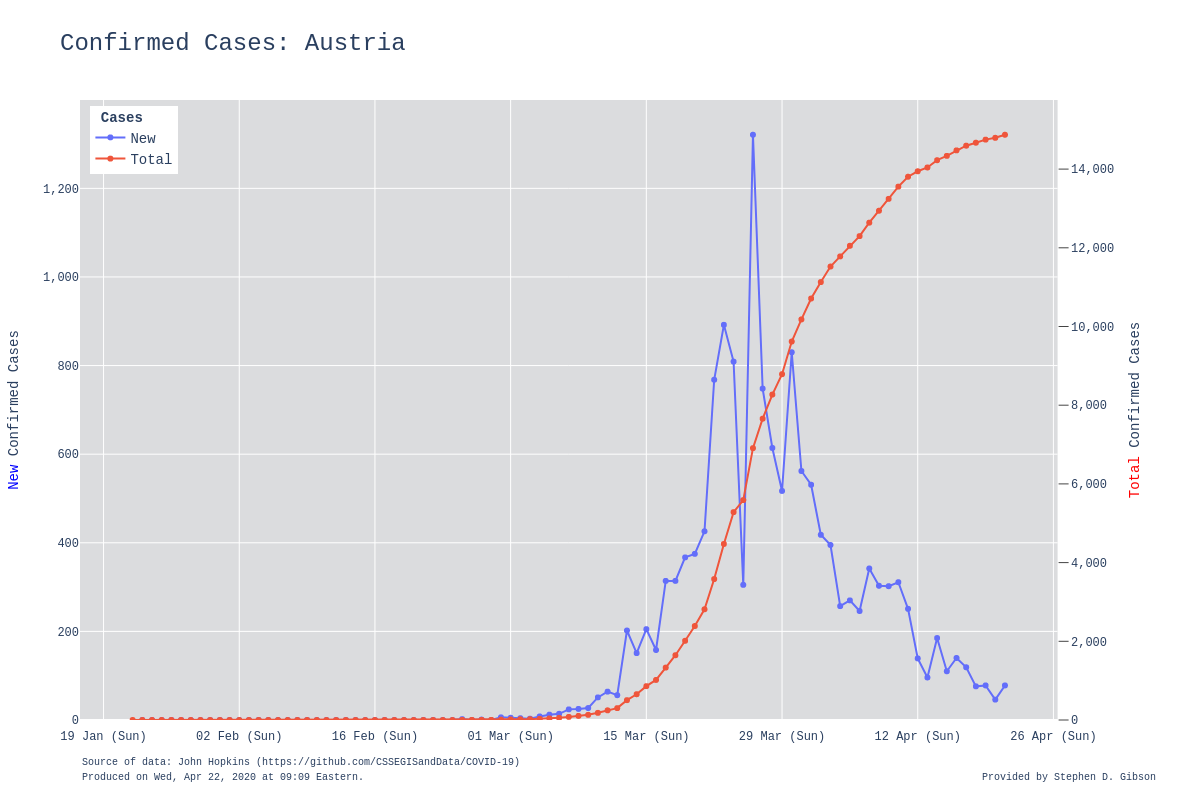 Confirmed Cases: Austria
Cases
New
Total
1,200
1,000
800
600
400
200
0
New Confirmed Cases
14,000
12,000
10,000
8,000
6,000
4,000
2,000
0
Total Confirmed Cases
19 Jan (Sun) 02 Feb (Sun) 16 Feb (Sun) 01 Mar (Sun) 15 Mar (Sun) 29 Mar (Sun) 12 Apr (Sun) 26 Apr (Sun)
Source of data: John Hopkins (https://github.com/CSSEGISandData/COVID-19)
Produced on Wed, Apr 22, 2020 at 09:09 Eastern.
Provided by Stephen D. Gibson